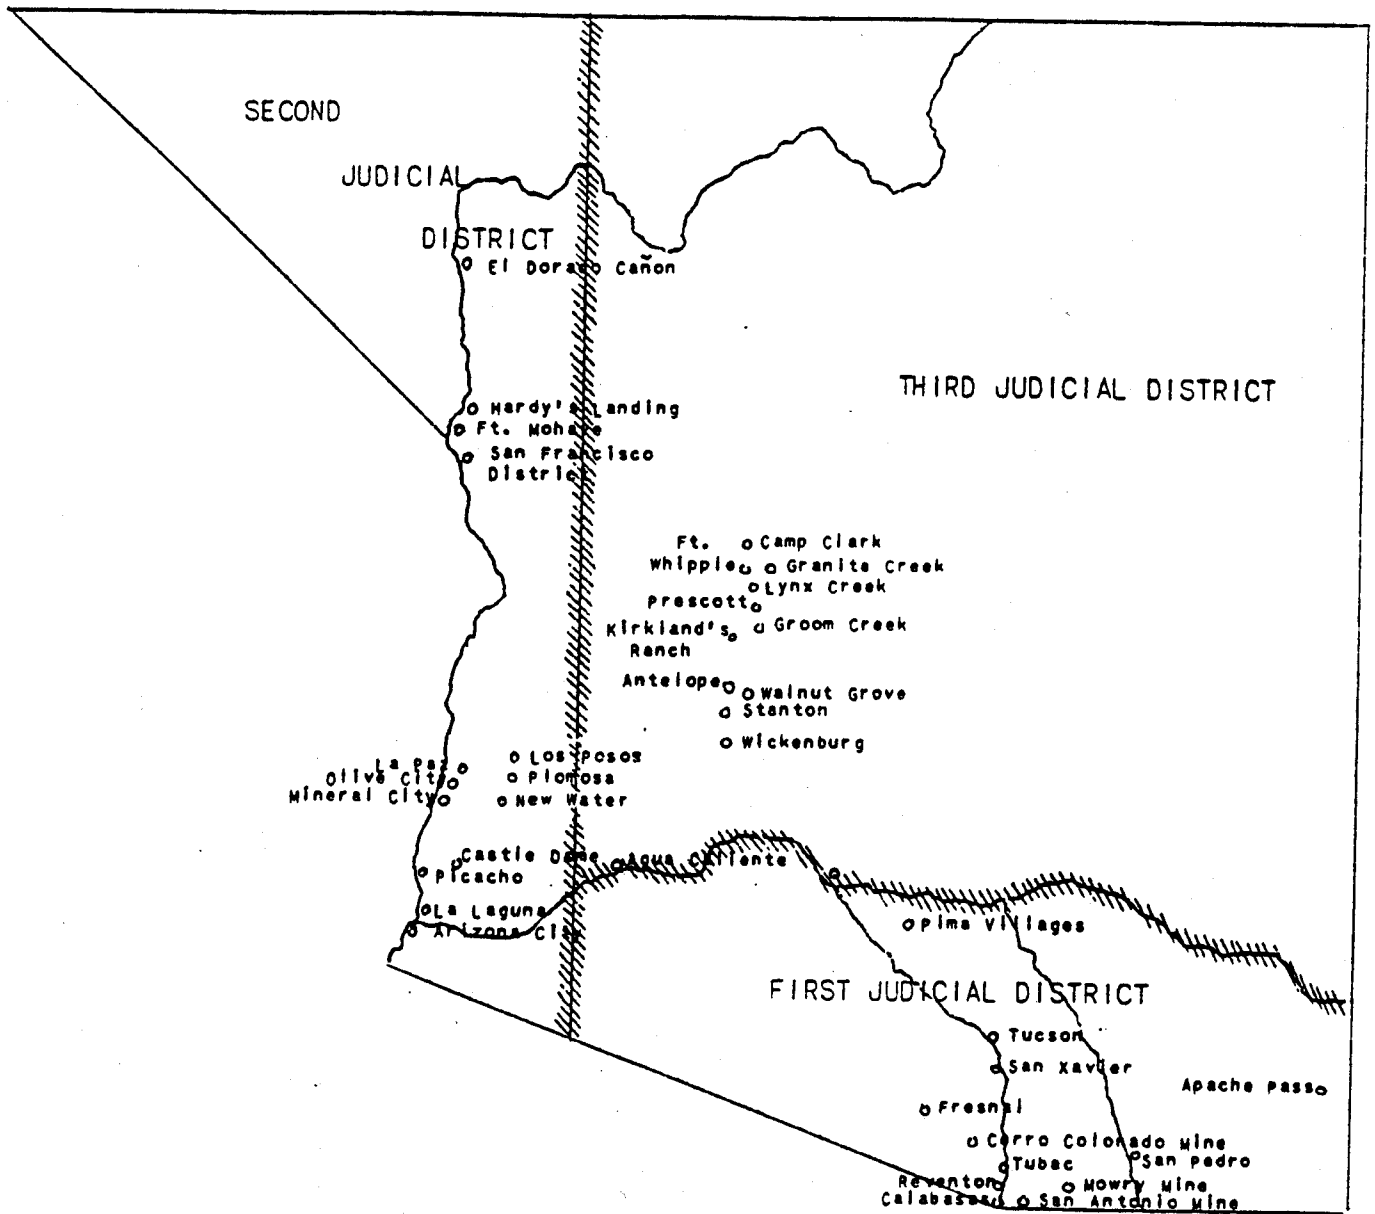 SECOND
JUDICIAL
DISTRICT
El Dorado Cañon
THIRD JUDICIAL DISTRICT
Hardy's Landing
Ft. Mohave
San Francisco
District
Ft.
Whipple
Camp Clark
Granite Creek
Lynx Creek
Prescott
Groom Creek
Kirkland's
Ranch
Antelope
Walnut Grove
Stanton
Wickenburg
Los Posos
La Paz
Olive City
Plomosa
Mineral City
New Water
Castle Dome
Agua Caliente
Picacho
La Laguna
Arizona City
Pima Villages
FIRST JUDICIAL DISTRICT
Tucson
San Xavier
Apache Pass
Fresnal
Cerro Colorado Mine
Tubac
San Pedro
Reventon
Mowry Mine
Calabasas
San Antonio Mine